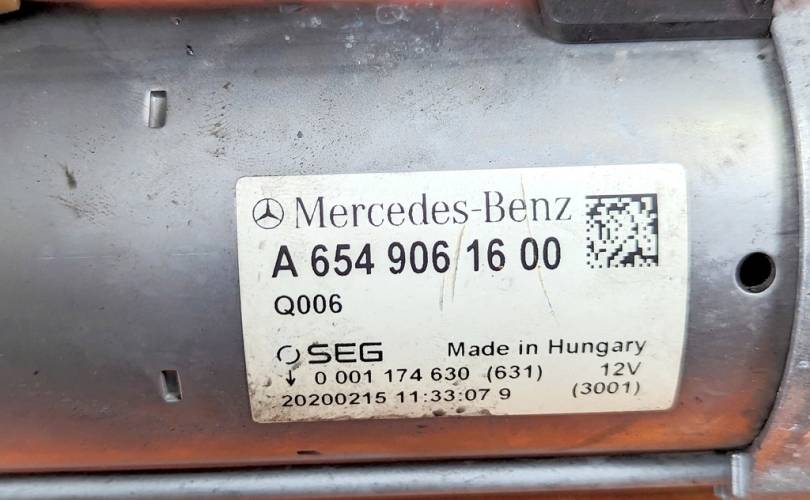 Mercedes-Benz
A 654 906 16 00
Q006
SEG
Made in Hungary
0 001 174 630 (631) 12V
20200215 11:33:07 9 (3001)